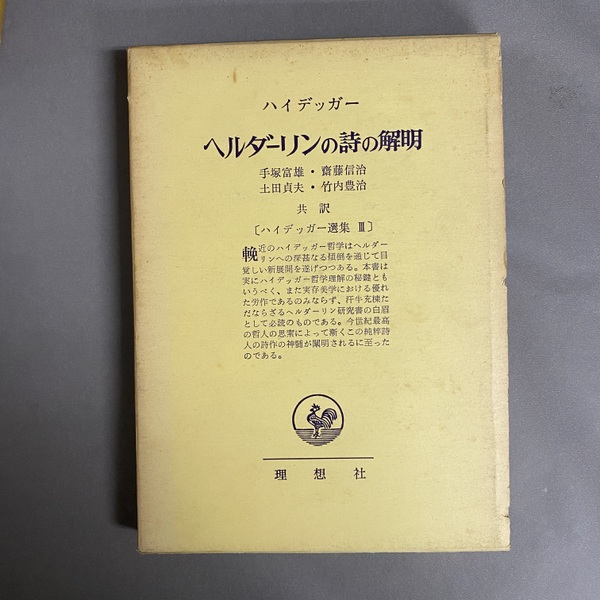 ハイデッガー
ヘルダーリンの詩の解明
手塚富雄・齋藤信治
土田貞夫・竹内豊治
共訳
〔ハイデッガー選集 Ⅲ〕
輓近のハイデッガー哲学はヘルダー
リンへの深甚なる傾倒を通じて目
覚しい新展開を遂げつつある。本書は
実にハイデッガー哲学理解の秘鍵とも
いうべく、また実存美学における優れ
た労作であるのみならず、汗牛充棟た
だならざるヘルダーリン研究書の白眉
として必読のものである。今世紀最高
の哲人の思索によって漸くこの純粋詩
人の詩作の神髄が闡明されるに至った
のである。
理想社